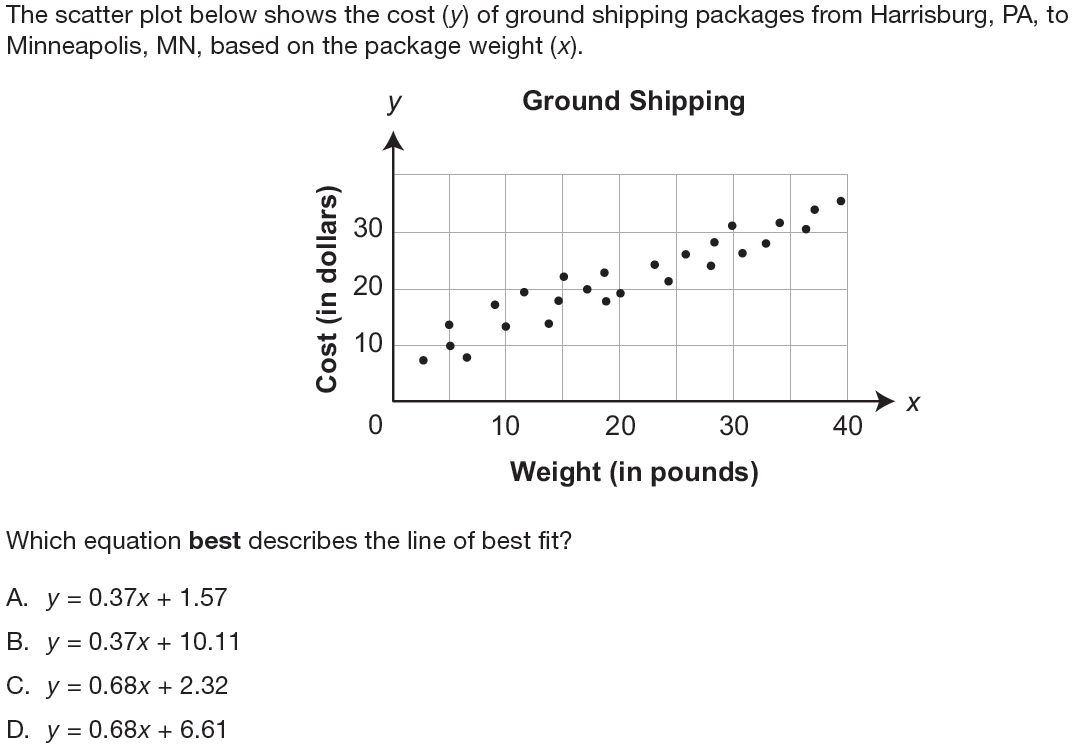 The scatter plot below shows the cost (y) of ground shipping packages from Harrisburg, PA, to
Minneapolis, MN, based on the package weight (x).
y
Ground Shipping
Cost (in dollars)
30
20
10
0
10
20
30
40
x
Weight (in pounds)
Which equation best describes the line of best fit?
A. y = 0.37x + 1.57
B. y = 0.37x + 10.11
C. y = 0.68x + 2.32
D. y = 0.68x + 6.61